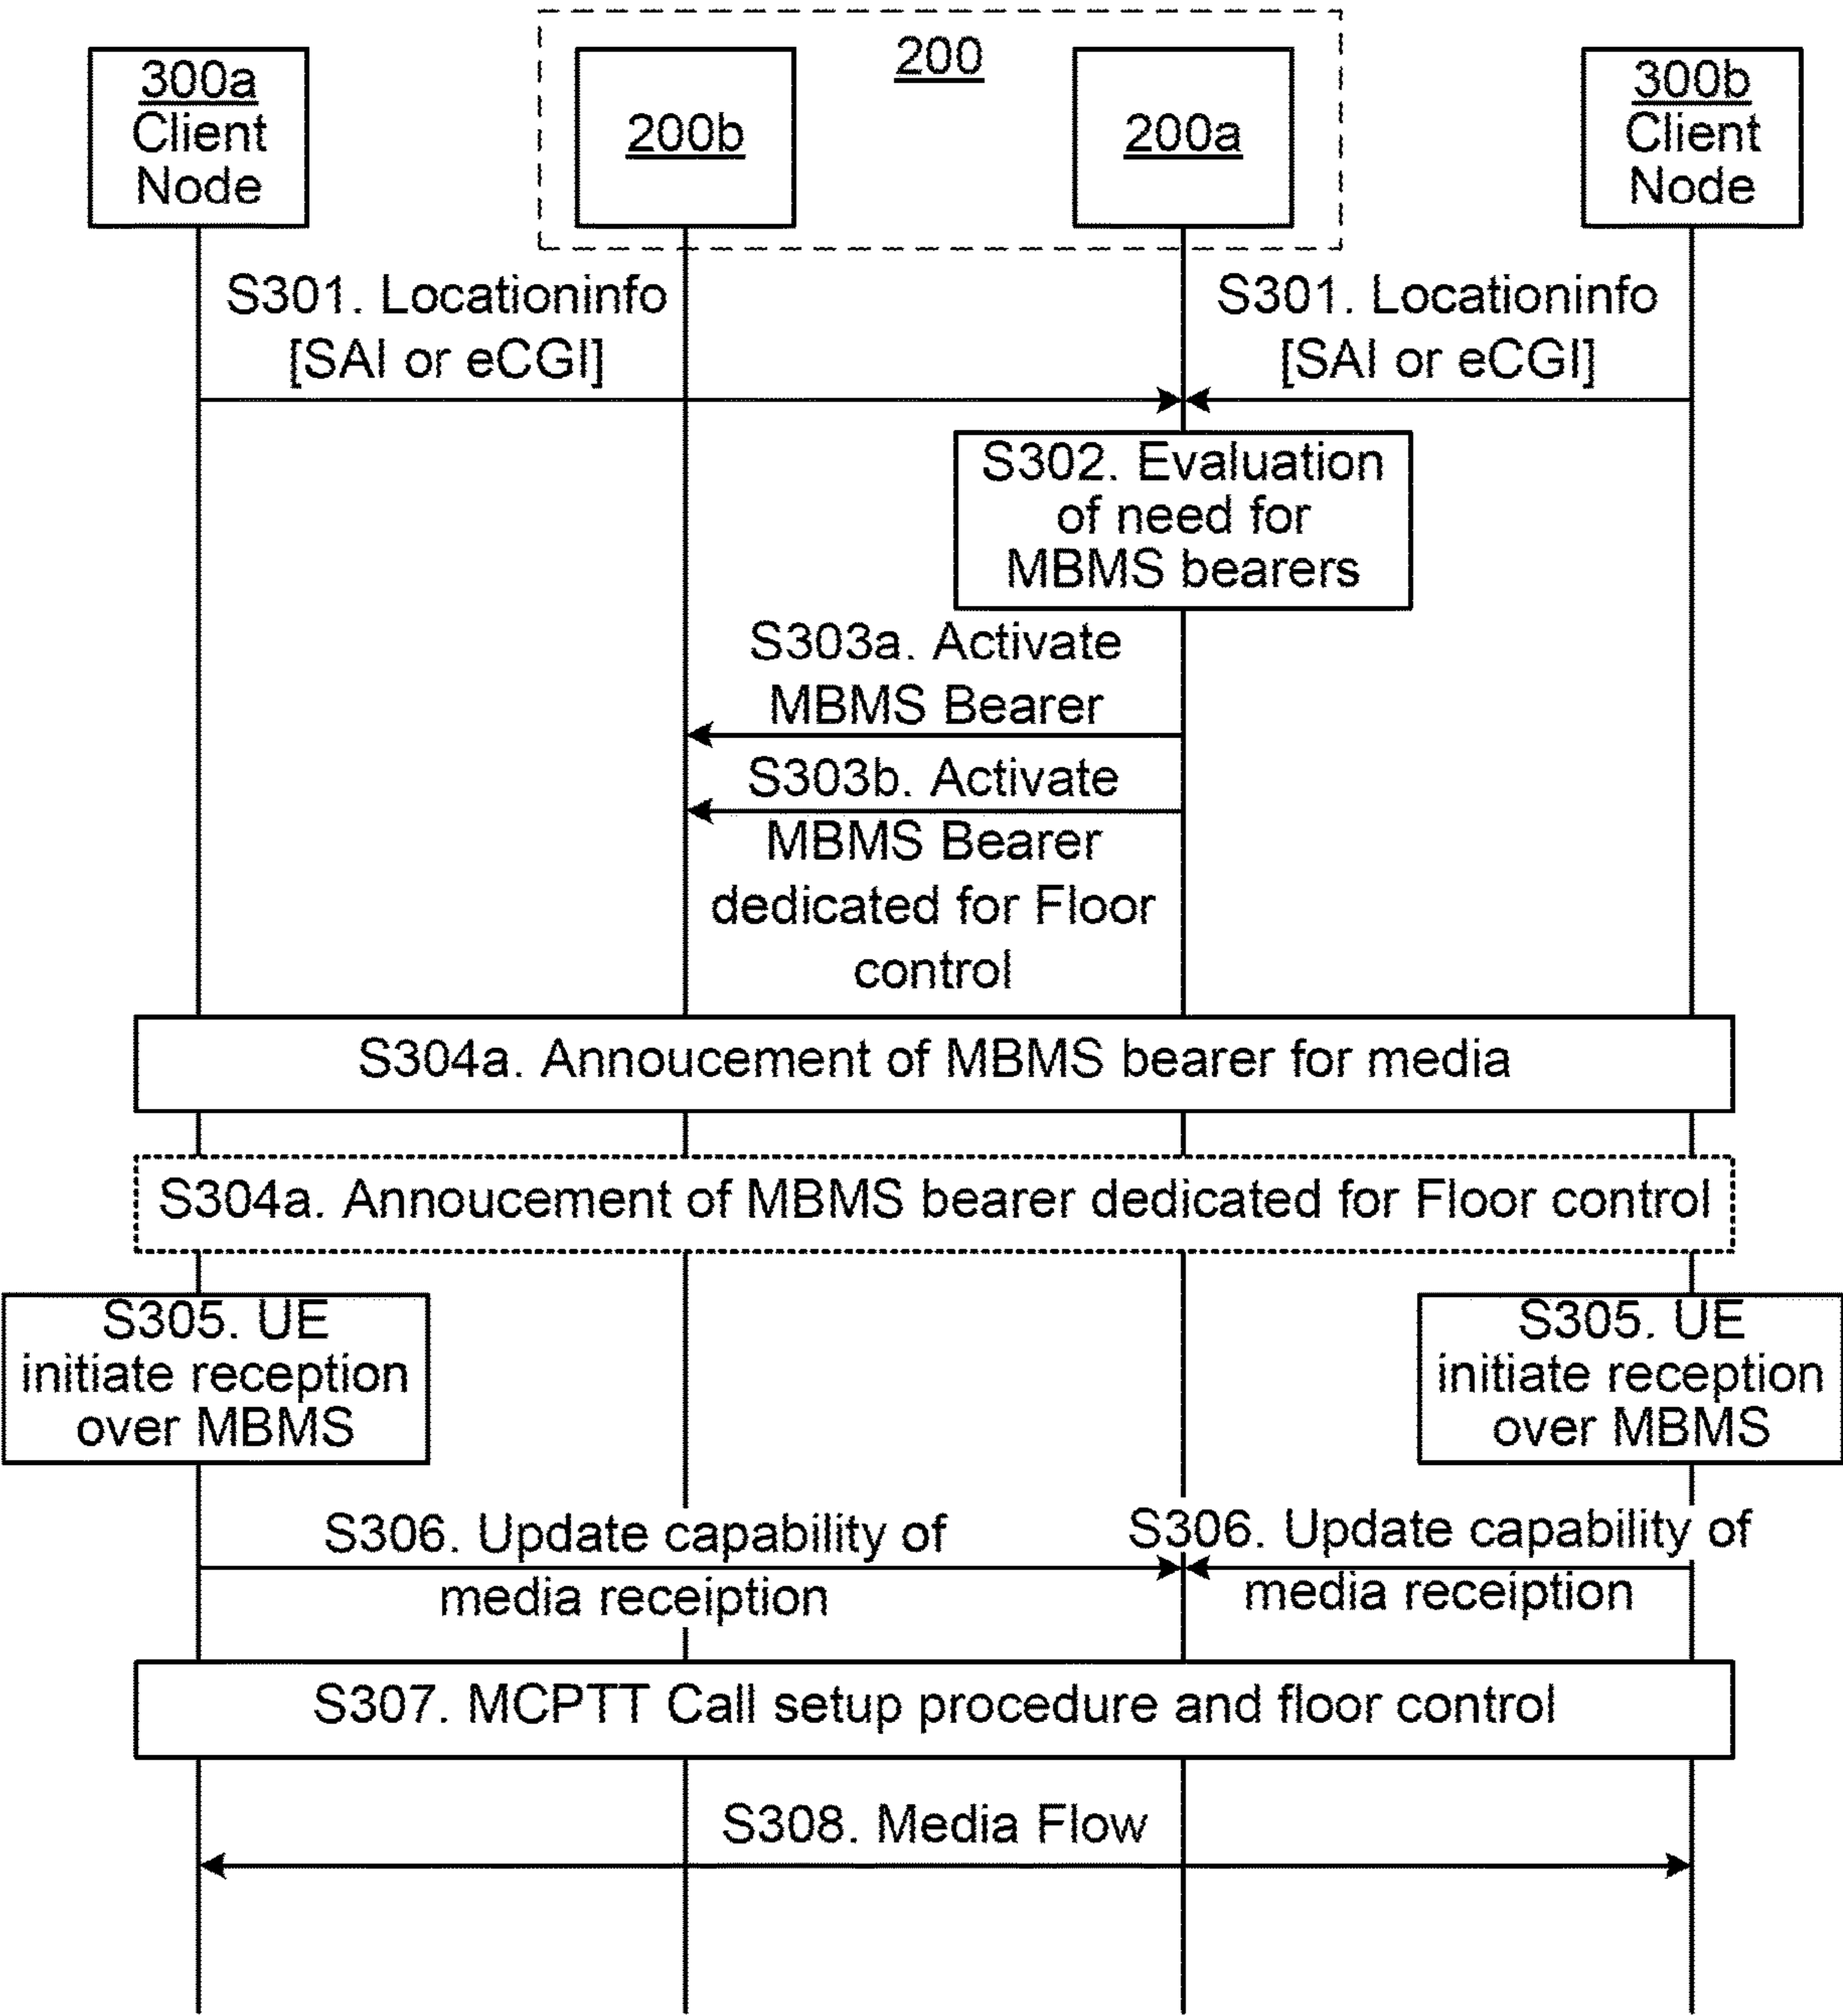 200
300a
Client
Node
200b
200a
300b
Client
Node
S301. Locationinfo
[SAI or eCGI]
S301. Locationinfo
[SAI or eCGI]
S302. Evaluation
of need for
MBMS bearers
S303a. Activate
MBMS Bearer
S303b. Activate
MBMS Bearer
dedicated for Floor
control
S304a. Annoucement of MBMS bearer for media
S304a. Annoucement of MBMS bearer dedicated for Floor control
S305. UE
initiate reception
over MBMS
S305. UE
initiate reception
over MBMS
S306. Update capability of
media receiption
S306. Update capability of
media receiption
S307. MCPTT Call setup procedure and floor control
S308. Media Flow